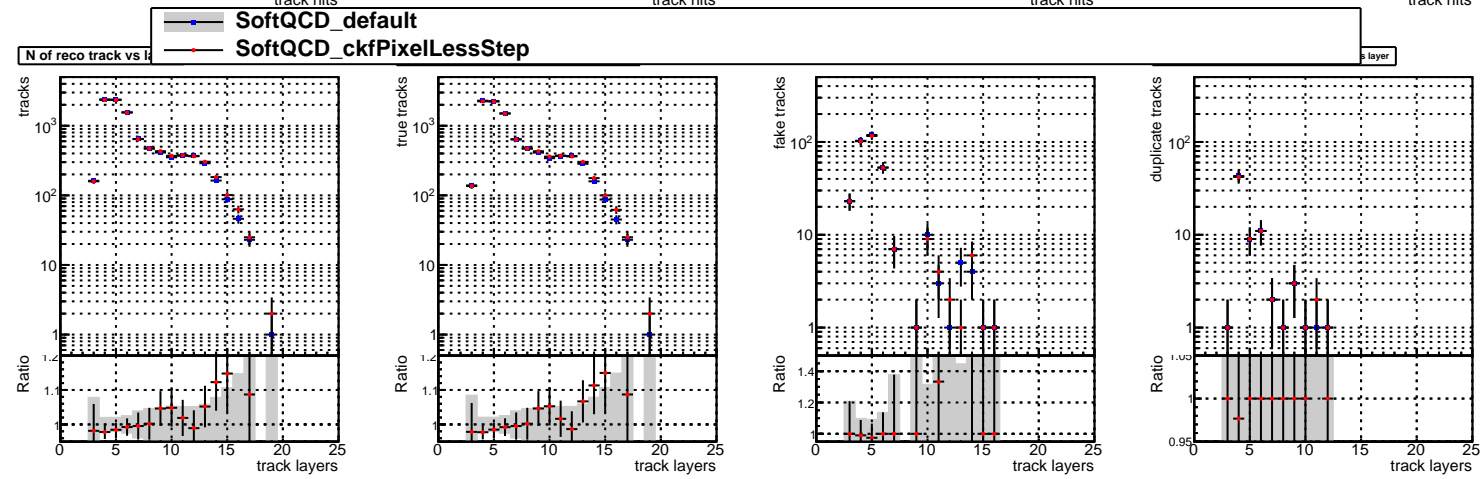 track hits track hits track hits track hits
SoftQCD_default
SoftQCD_ckfPixelLessStep
N of reco track vs la
s layer
tracks
10³
10²
10
1
Ratio
1.2
1.1
1
0 5 10 15 20 25
track layers
true tracks
10³
10²
10
1
Ratio
1.2
1.1
1
0 5 10 15 20 25
track layers
fake tracks
10²
10
1
Ratio
1.4
1.2
1
0 5 10 15 20 25
track layers
duplicate tracks
10²
10
1
Ratio
1.05
1
0.95
0 5 10 15 20 25
track layers